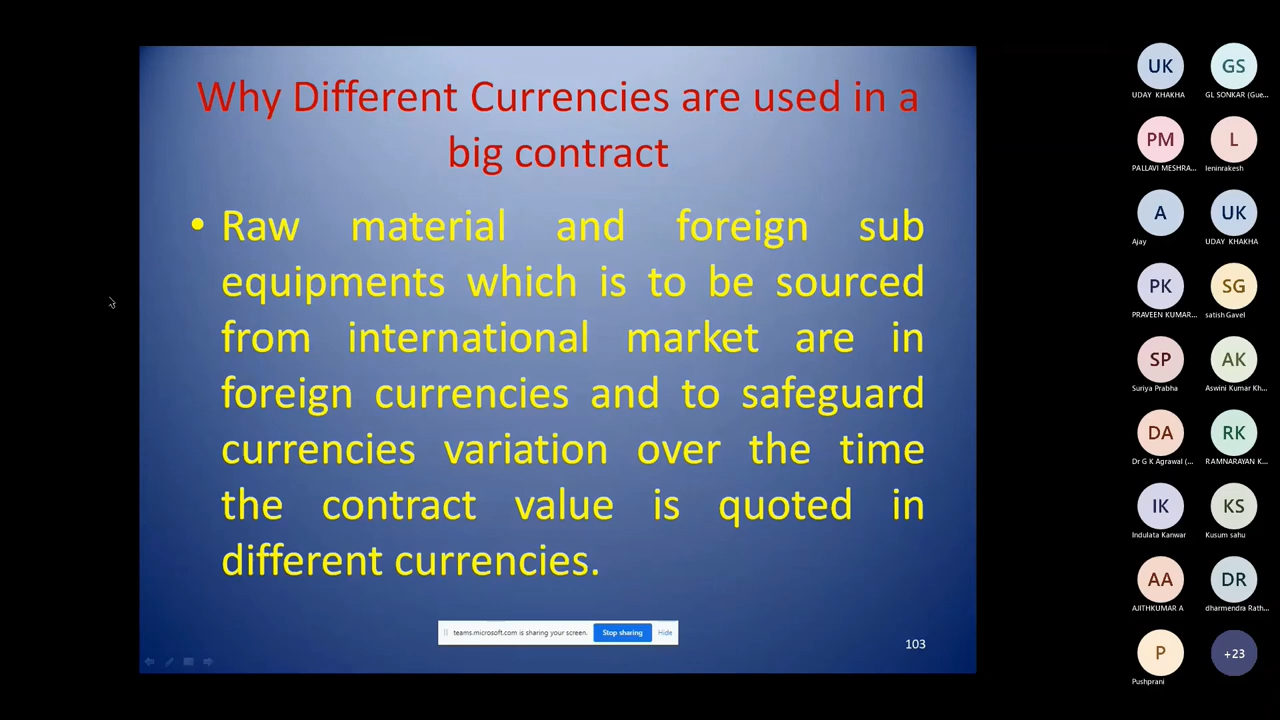 Why Different Currencies are used in a
big contract
• Raw material and foreign sub
equipments which is to be sourced
from international market are in
foreign currencies and to safeguard
currencies variation over the time
the contract value is quoted in
different currencies.
teams.microsoft.com is sharing your screen. Stop sharing Hide
103
UK GS
UDAY KHAKHA GL SONKAR (Gue...
PM L
PALLAVI MESHRA... leninrakesh
A UK
Ajay UDAY KHAKHA
PK SG
PRAVEEN KUMAR... satish Gavel
SP AK
Suriya Prabha Aswini Kumar Kh...
DA RK
Dr G K Agrawal (... RAMNARAYAN K...
IK KS
Indulata Kanwar Kusum sahu
AA DR
AJITHKUMAR A dharmendra Rath...
P +23
Pushprani